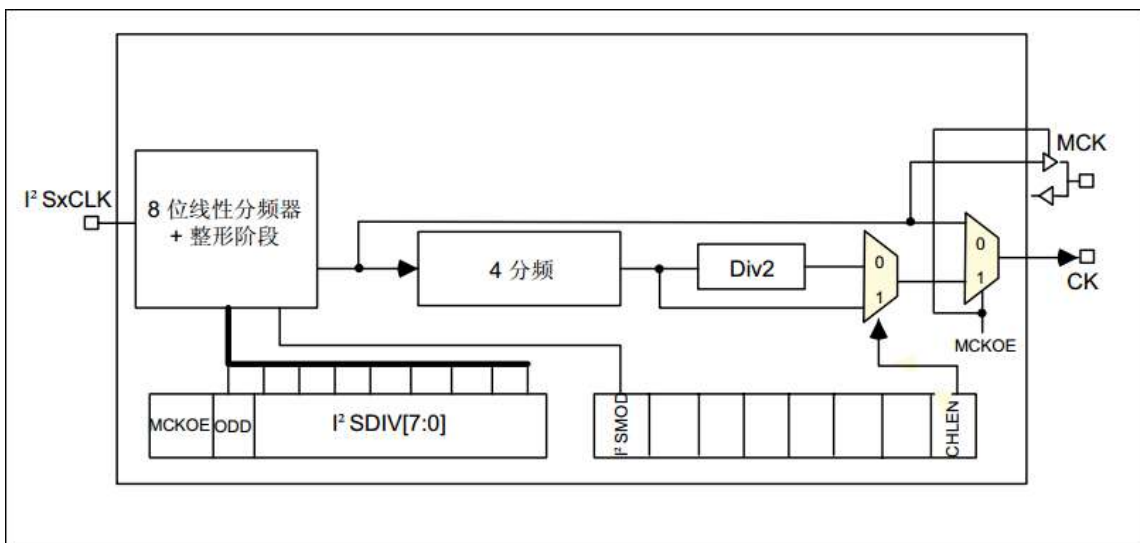 MCK
I² SxCLK
8 位线性分频器
+ 整形阶段
4 分频
Div2
0
1
0
1
CK
MCKOE
MCKOE
ODD
I² SDIV[7:0]
I² SMOD
CHLEN